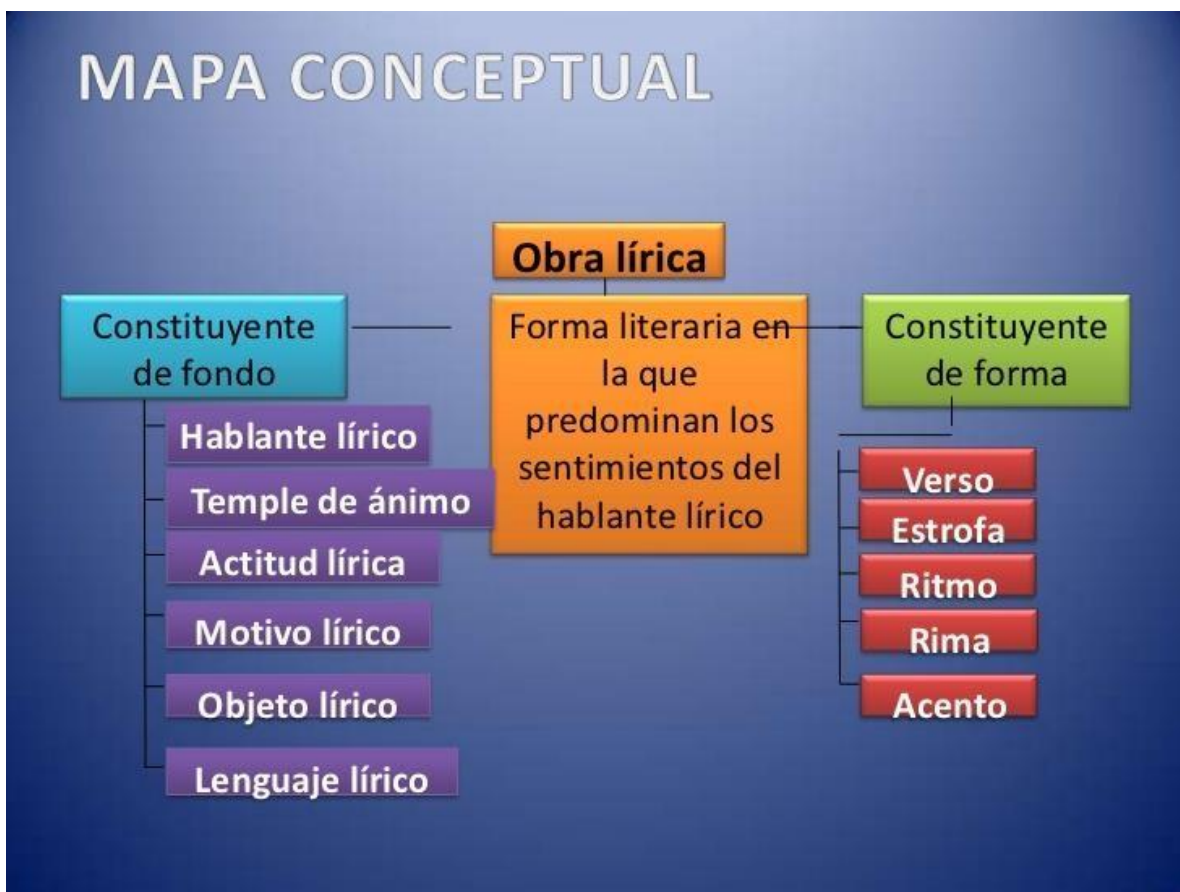 MAPA CONCEPTUAL
Obra lírica
Forma literaria en
la que
predominan los
sentimientos del
hablante lírico
Constituyente
de fondo
Hablante lírico
Temple de ánimo
Actitud lírica
Motivo lírico
Objeto lírico
Lenguaje lírico
Constituyente
de forma
Verso
Estrofa
Ritmo
Rima
Acento